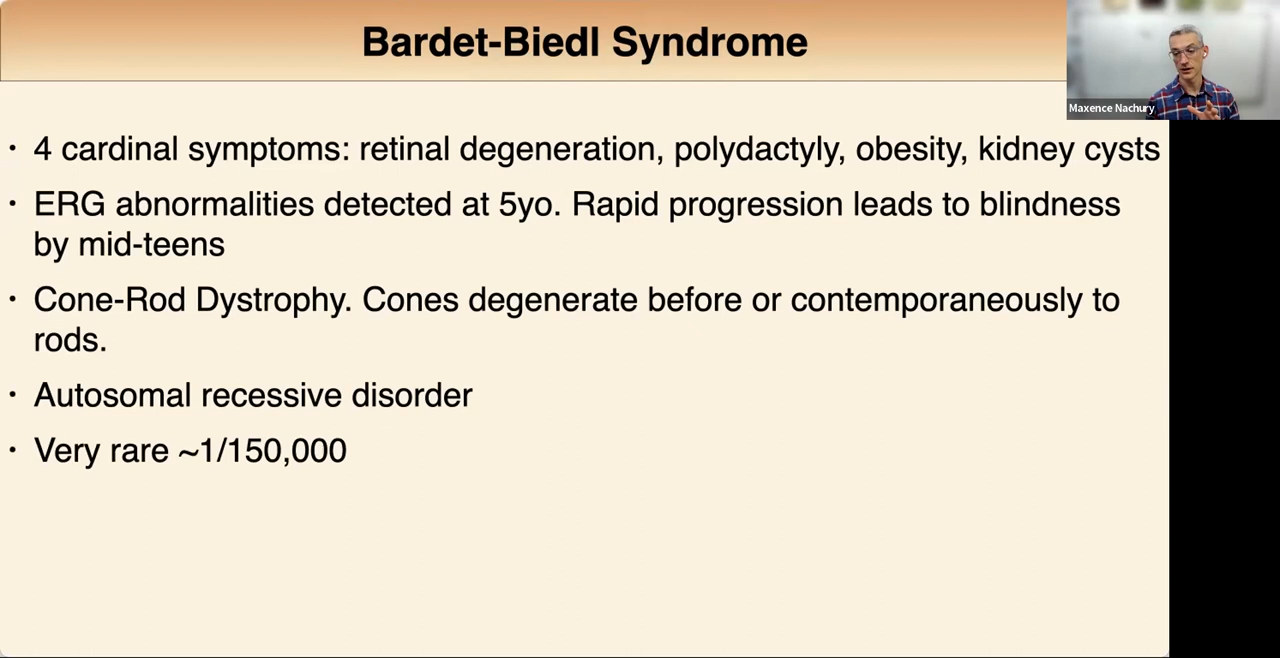 Bardet-Biedl Syndrome
Maxence Nachury
• 4 cardinal symptoms: retinal degeneration, polydactyly, obesity, kidney cysts
• ERG abnormalities detected at 5yo. Rapid progression leads to blindness
by mid-teens
• Cone-Rod Dystrophy. Cones degenerate before or contemporaneously to
rods.
• Autosomal recessive disorder
• Very rare ~1/150,000